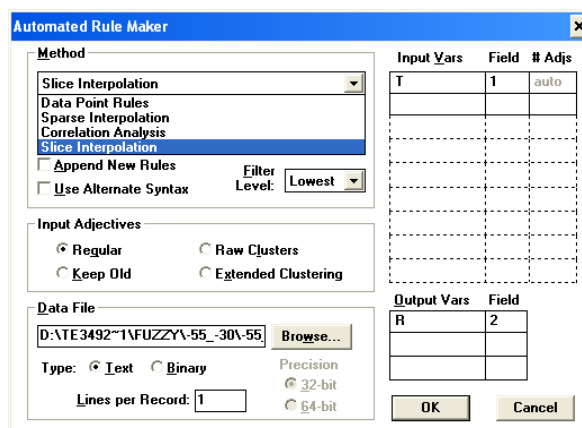 Automated Rule Maker
Method
Slice Interpolation
Data Point Rules
Sparse Interpolation
Correlation Analysis
Slice Interpolation
Append New Rules
Use Alternate Syntax
Filter Level: Lowest
Input Adjectives
Regular
Raw Clusters
Keep Old
Extended Clustering
Data File
D:\TE3492~1\FUZZY\-55_-30\-55_
Browse...
Type: Text Binary
Lines per Record: 1
Precision
32-bit
64-bit
Input Vars Field # Adjs
T 1 auto
Output Vars Field
R 2
OK Cancel